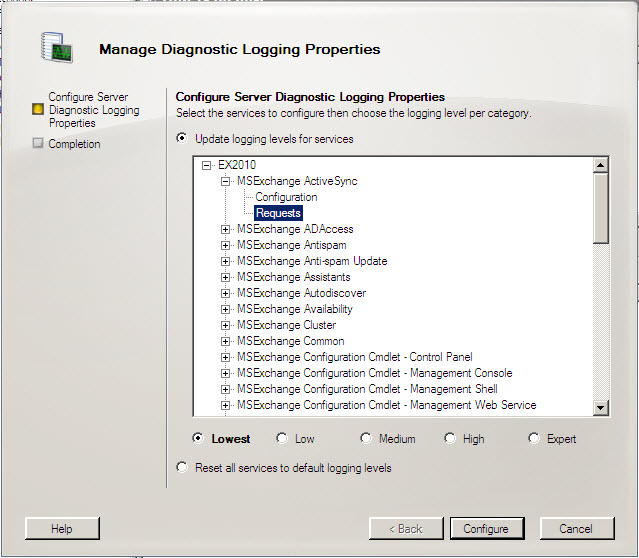 Manage Diagnostic Logging Properties
Configure Server
Diagnostic Logging
Properties
Completion
Configure Server Diagnostic Logging Properties
Select the services to configure then choose the logging level per category.
Update logging levels for services
EX2010
MSExchange ActiveSync
Configuration
Requests
MSExchange ADAccess
MSExchange Antispam
MSExchange Anti-spam Update
MSExchange Assistants
MSExchange Autodiscover
MSExchange Availability
MSExchange Cluster
MSExchange Common
MSExchange Configuration Cmdlet - Control Panel
MSExchange Configuration Cmdlet - Management Console
MSExchange Configuration Cmdlet - Management Shell
MSExchange Configuration Cmdlet - Management Web Service
Lowest Low Medium High Expert
Reset all services to default logging levels
Help < Back Configure Cancel